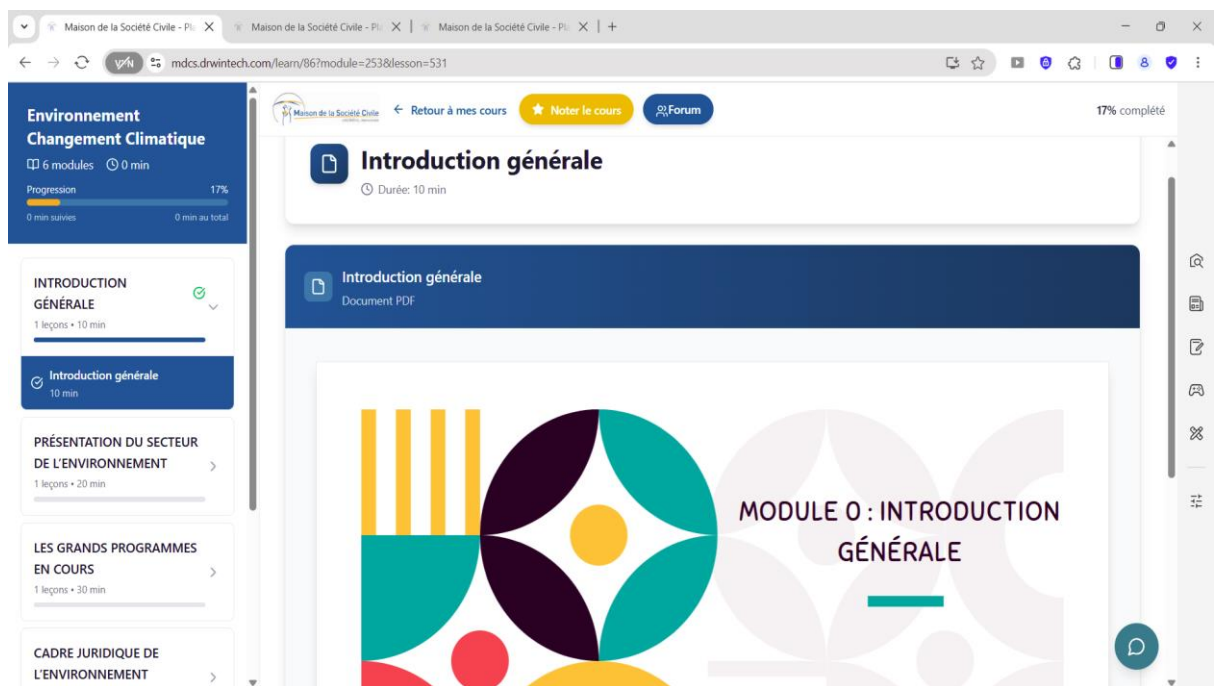 Maison de la Société Civile - Pl
Maison de la Société Civile - Pl
Maison de la Société Civile - Pl
VPN
mdcs.drwintech.com/learn/86?module=253&lesson=531
8
Environnement
Changement Climatique
6 modules 0 min
Progression 17%
0 min suivies 0 min au total
INTRODUCTION
GÉNÉRALE
1 leçons • 10 min
Introduction générale
10 min
PRÉSENTATION DU SECTEUR
DE L'ENVIRONNEMENT
1 leçons • 20 min
LES GRANDS PROGRAMMES
EN COURS
1 leçons • 30 min
CADRE JURIDIQUE DE
L'ENVIRONNEMENT
Maison de la Société Civile
Retour à mes cours
Noter le cours
Forum
17% complété
Introduction générale
Durée: 10 min
Introduction générale
Document PDF
MODULE 0 : INTRODUCTION
GÉNÉRALE